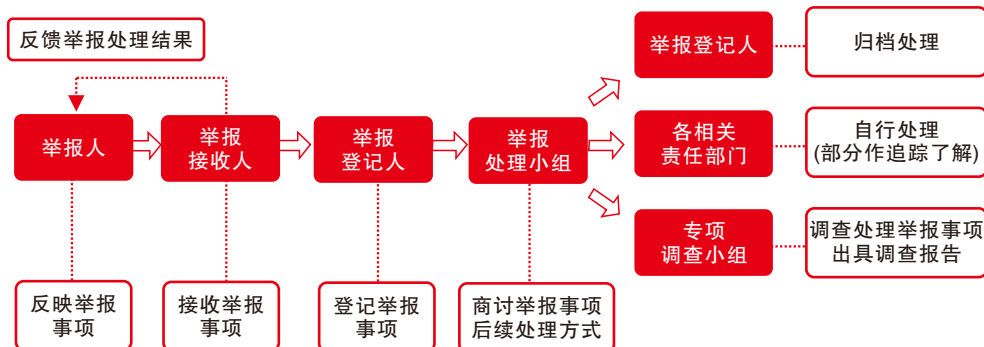 反馈举报处理结果
举报人
举报
接收人
举报
登记人
举报
处理小组
举报登记人
归档处理
各相关
责任部门
自行处理
(部分作追踪了解)
专项
调查小组
调查处理举报事项
出具调查报告
反映举报
事项
接收举报
事项
登记举报
事项
商讨举报事项
后续处理方式